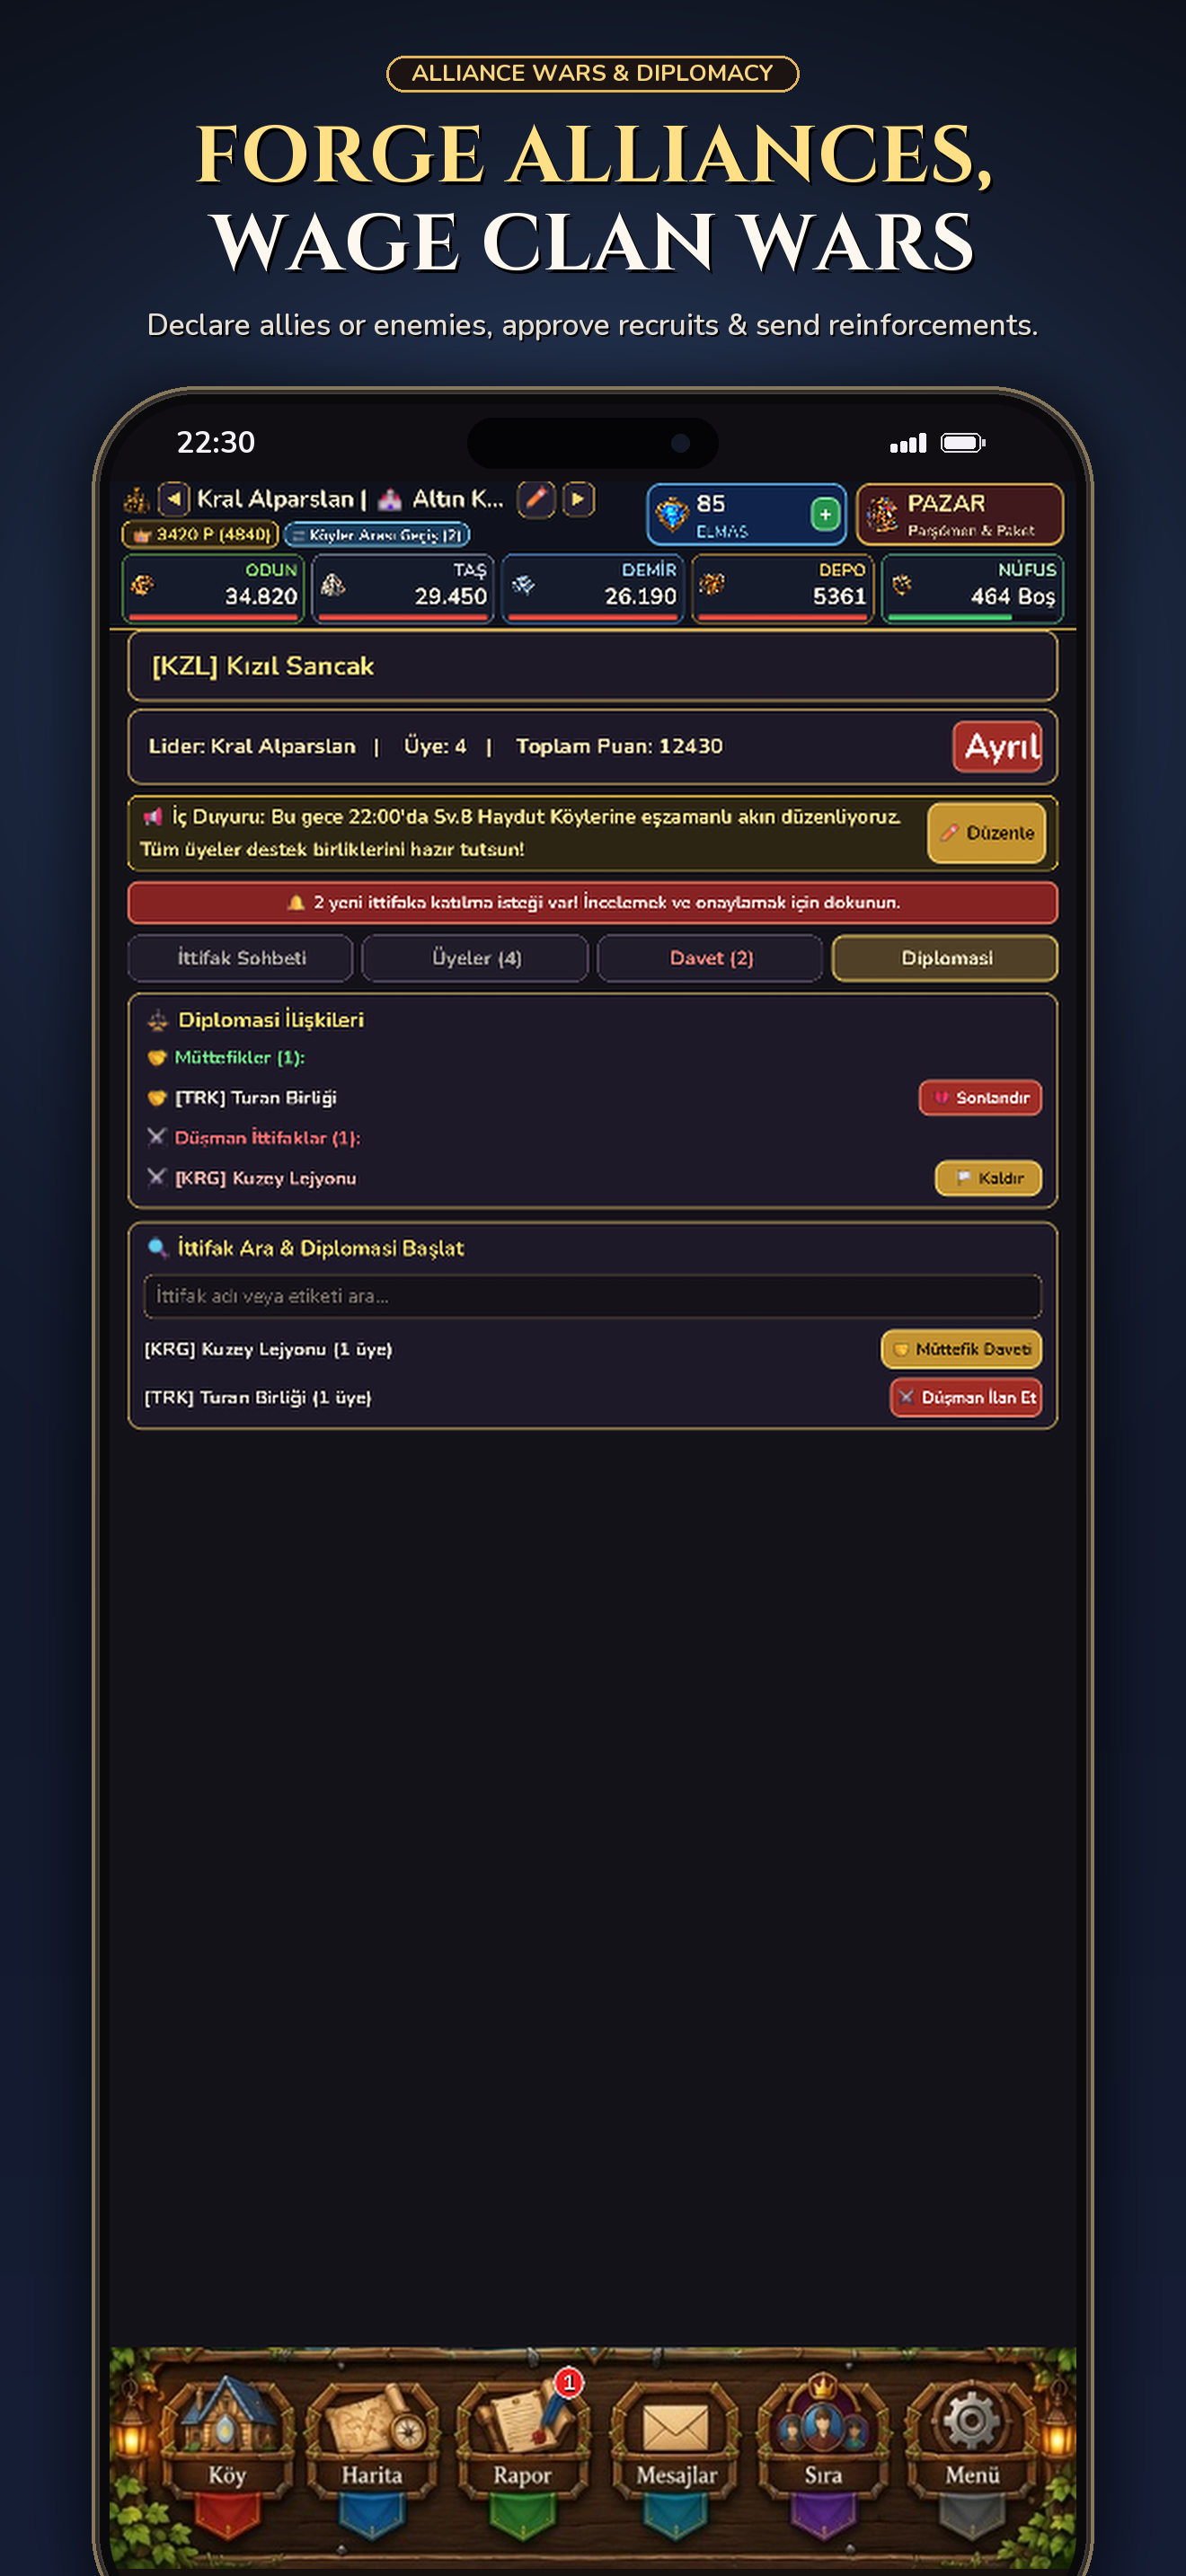 ALLIANCE WARS & DIPLOMACY
FORGE ALLIANCES,
WAGE CLAN WARS
Declare allies or enemies, approve recruits & send reinforcements.
22:30
Kral Alparslan | Altın K...
85
ELMAS
+
PAZAR
Parşömen & Paket
3420 P (4840)
Köyler Arası Geçiş (2)
ODUN
34.820
TAŞ
29.450
DEMİR
26.190
DEPO
5361
NÜFUS
464 Boş
[KZL] Kızıl Sancak
Lider: Kral Alparslan | Üye: 4 | Toplam Puan: 12430
Ayrıl
İç Duyuru: Bu gece 22:00'da Sv.8 Haydut Köylerine eşzamanlı akın düzenliyoruz.
Tüm üyeler destek birliklerini hazır tutsun!
Düzenle
2 yeni ittifaka katılma isteği var! İncelemek ve onaylamak için dokunun.
İttifak Sohbeti
Üyeler (4)
Davet (2)
Diplomasi
Diplomasi İlişkileri
Müttefikler (1):
[TRK] Turan Birliği
Sonlandır
Düşman İttifaklar (1):
[KRG] Kuzey Lejyonu
Kaldır
İttifak Ara & Diplomasi Başlat
İttifak adı veya etiketi ara...
[KRG] Kuzey Lejyonu (1 üye)
Müttefik Daveti
[TRK] Turan Birliği (1 üye)
Düşman İlan Et
1
Köy
Harita
Rapor
Mesajlar
Sıra
Menü